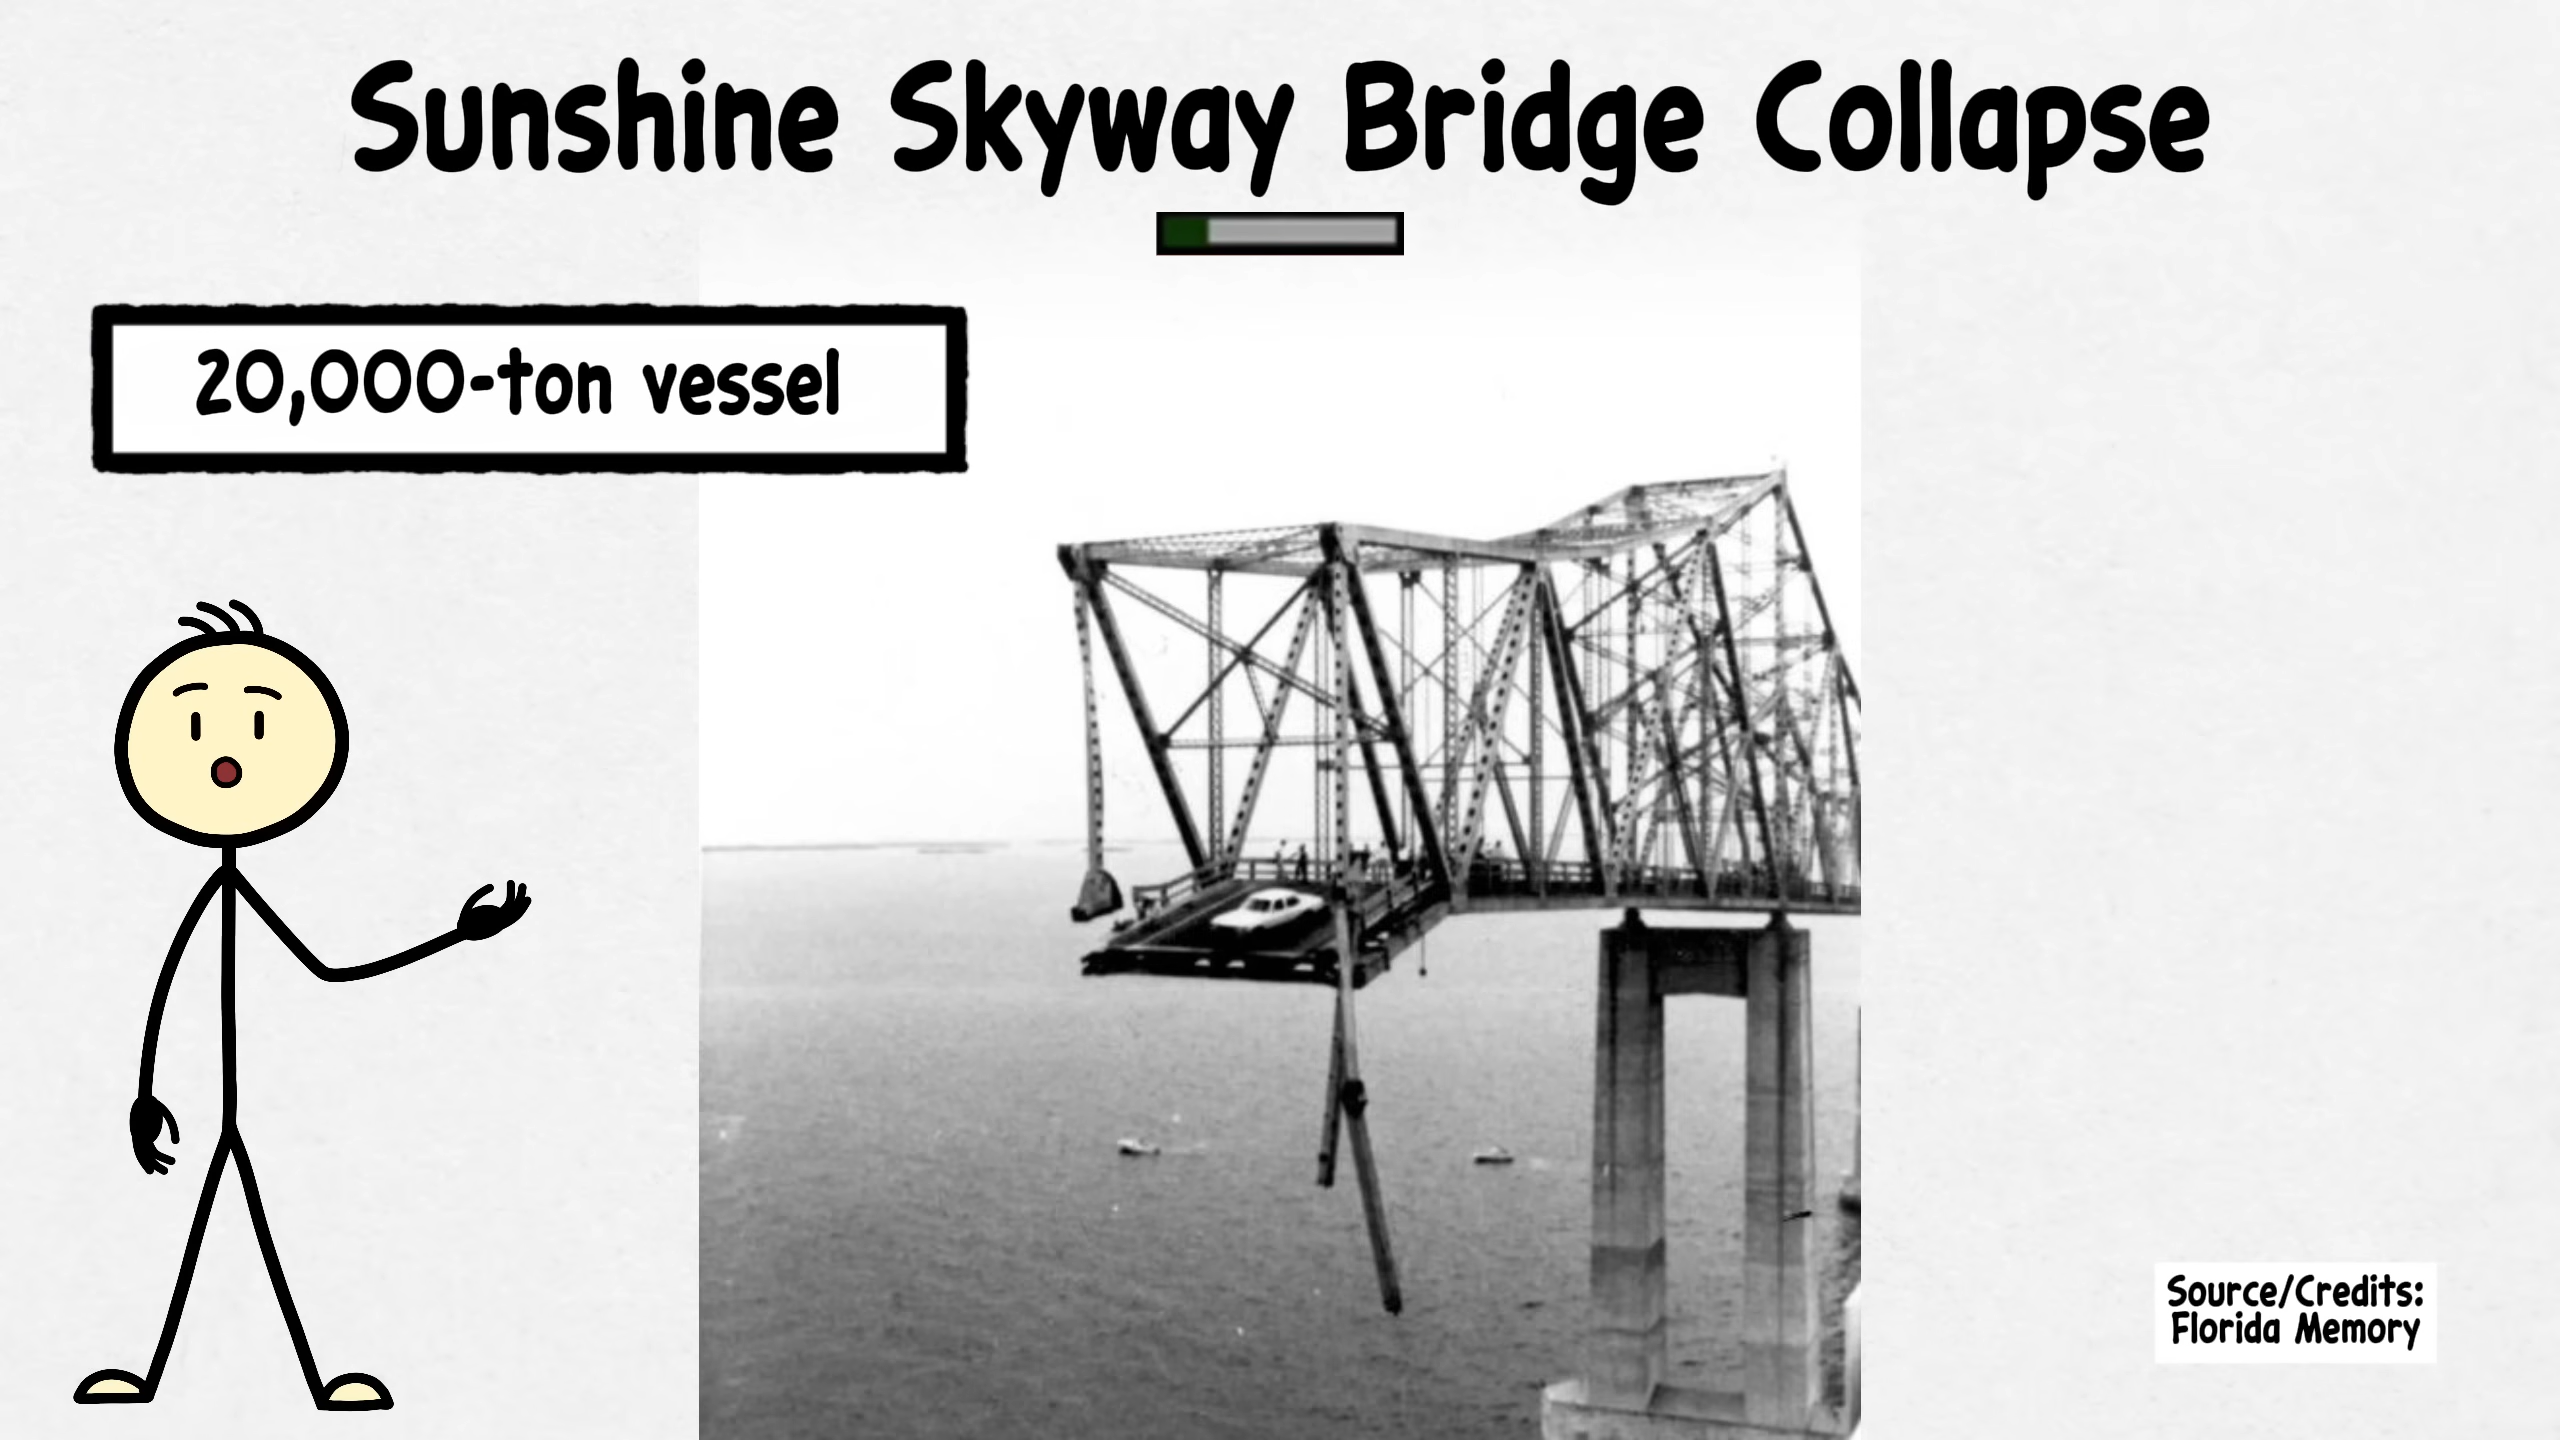 Sunshine Skyway Bridge Collapse
20,000-ton vessel
Source/Credits:
Florida Memory